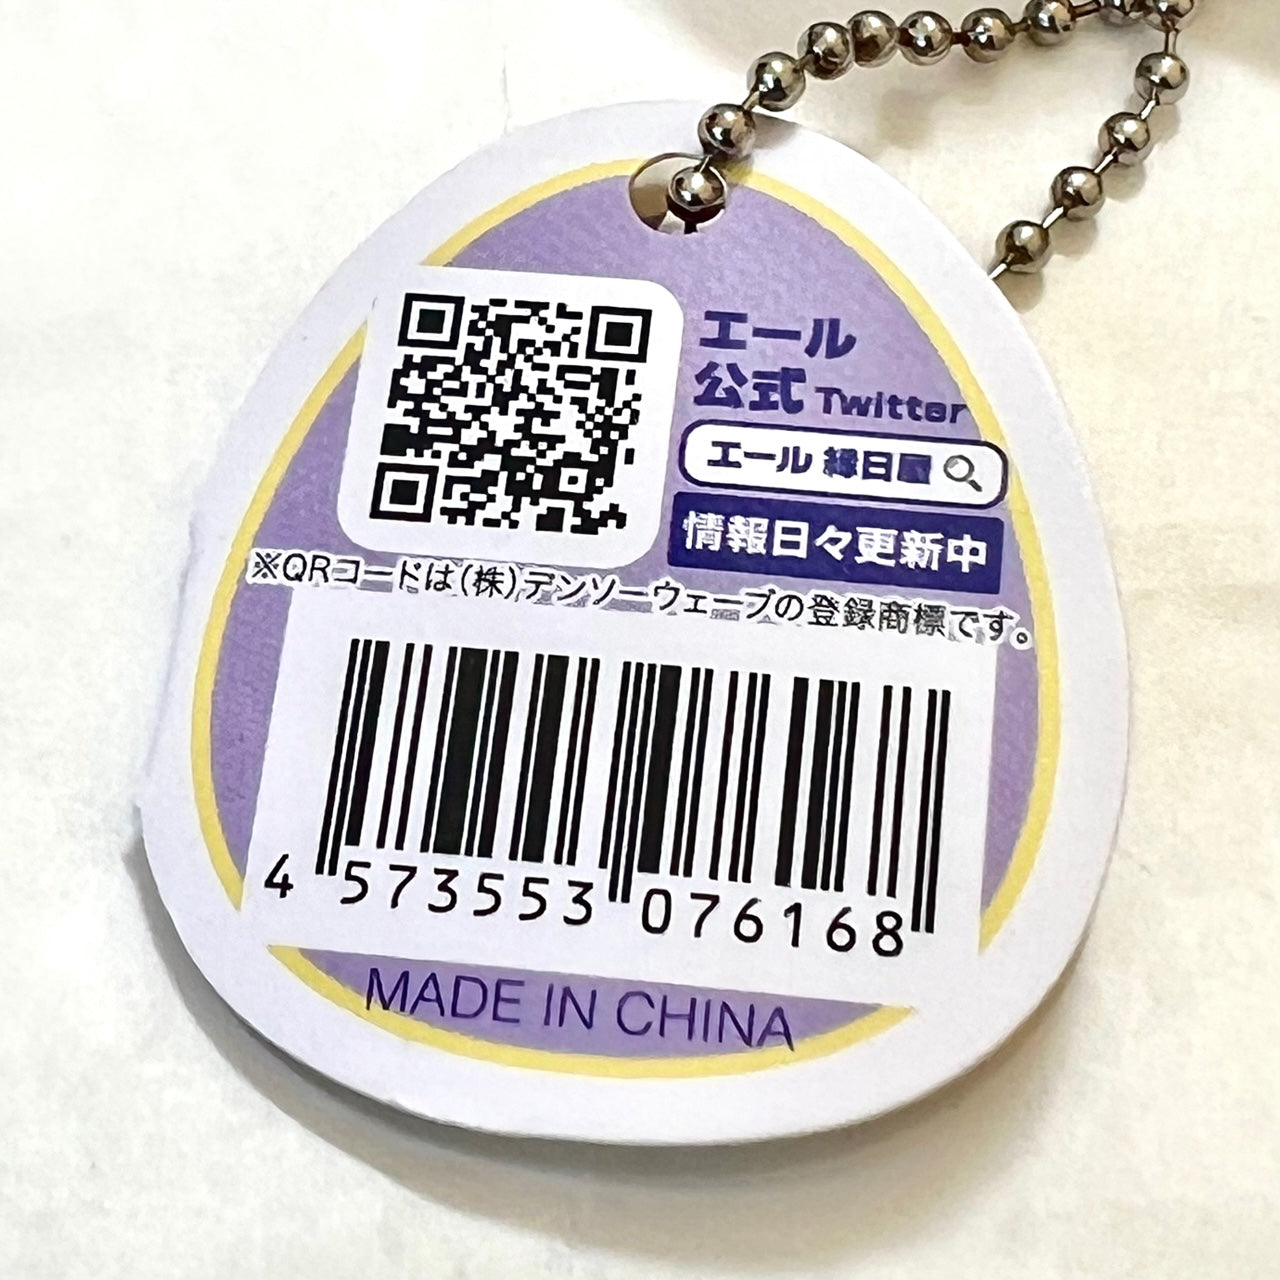 エール
公式 Twitter
エール 縁日屋
情報日々更新中
※QRコードは(株)デンソーウェーブの登録商標です。
4 573553 076168
MADE IN CHINA